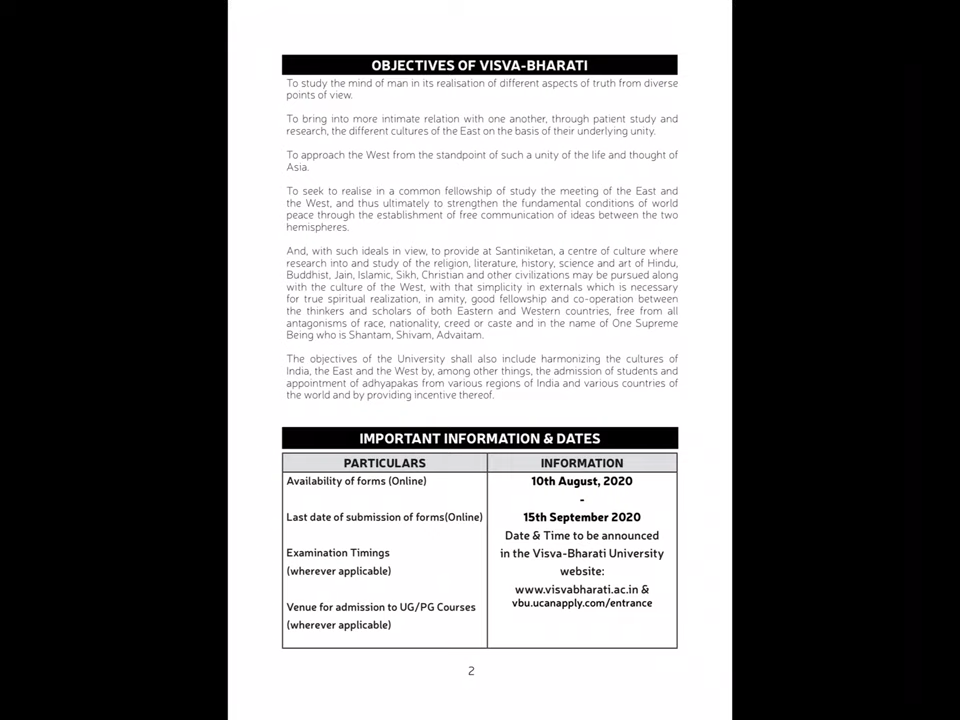 OBJECTIVES OF VISVA-BHARATI
To study the mind of man in its realisation of different aspects of truth from diverse
points of view.
To bring into more intimate relation with one another, through patient study and
research, the different cultures of the East on the basis of their underlying unity.
To approach the West from the standpoint of such a unity of the life and thought of
Asia.
To seek to realise in a common fellowship of study the meeting of the East and
the West, and thus ultimately to strengthen the fundamental conditions of world
peace through the establishment of free communication of ideas between the two
hemispheres.
And, with such ideals in view, to provide at Santiniketan, a centre of culture where
research into and study of the religion, literature, history, science and art of Hindu,
Buddhist, Jain, Islamic, Sikh, Christian and other civilizations may be pursued along
with the culture of the West, with that simplicity in externals which is necessary
for true spiritual realization, in amity, good fellowship and co-operation between
the thinkers and scholars of both Eastern and Western countries, free from all
antagonisms of race, nationality, creed or caste and in the name of One Supreme
Being who is Shantam, Shivam, Advaitam.
The objectives of the University shall also include harmonizing the cultures of
India, the East and the West by, among other things, the admission of students and
appointment of adhyapakas from various regions of India and various countries of
the world and by providing incentive thereof.
IMPORTANT INFORMATION & DATES
PARTICULARS INFORMATION
Availability of forms (Online) 10th August, 2020
-
Last date of submission of forms(Online) 15th September 2020
Date & Time to be announced
Examination Timings in the Visva-Bharati University
(wherever applicable) website:
www.visvabharati.ac.in &
Venue for admission to UG/PG Courses vbu.ucanapply.com/entrance
(wherever applicable)
2